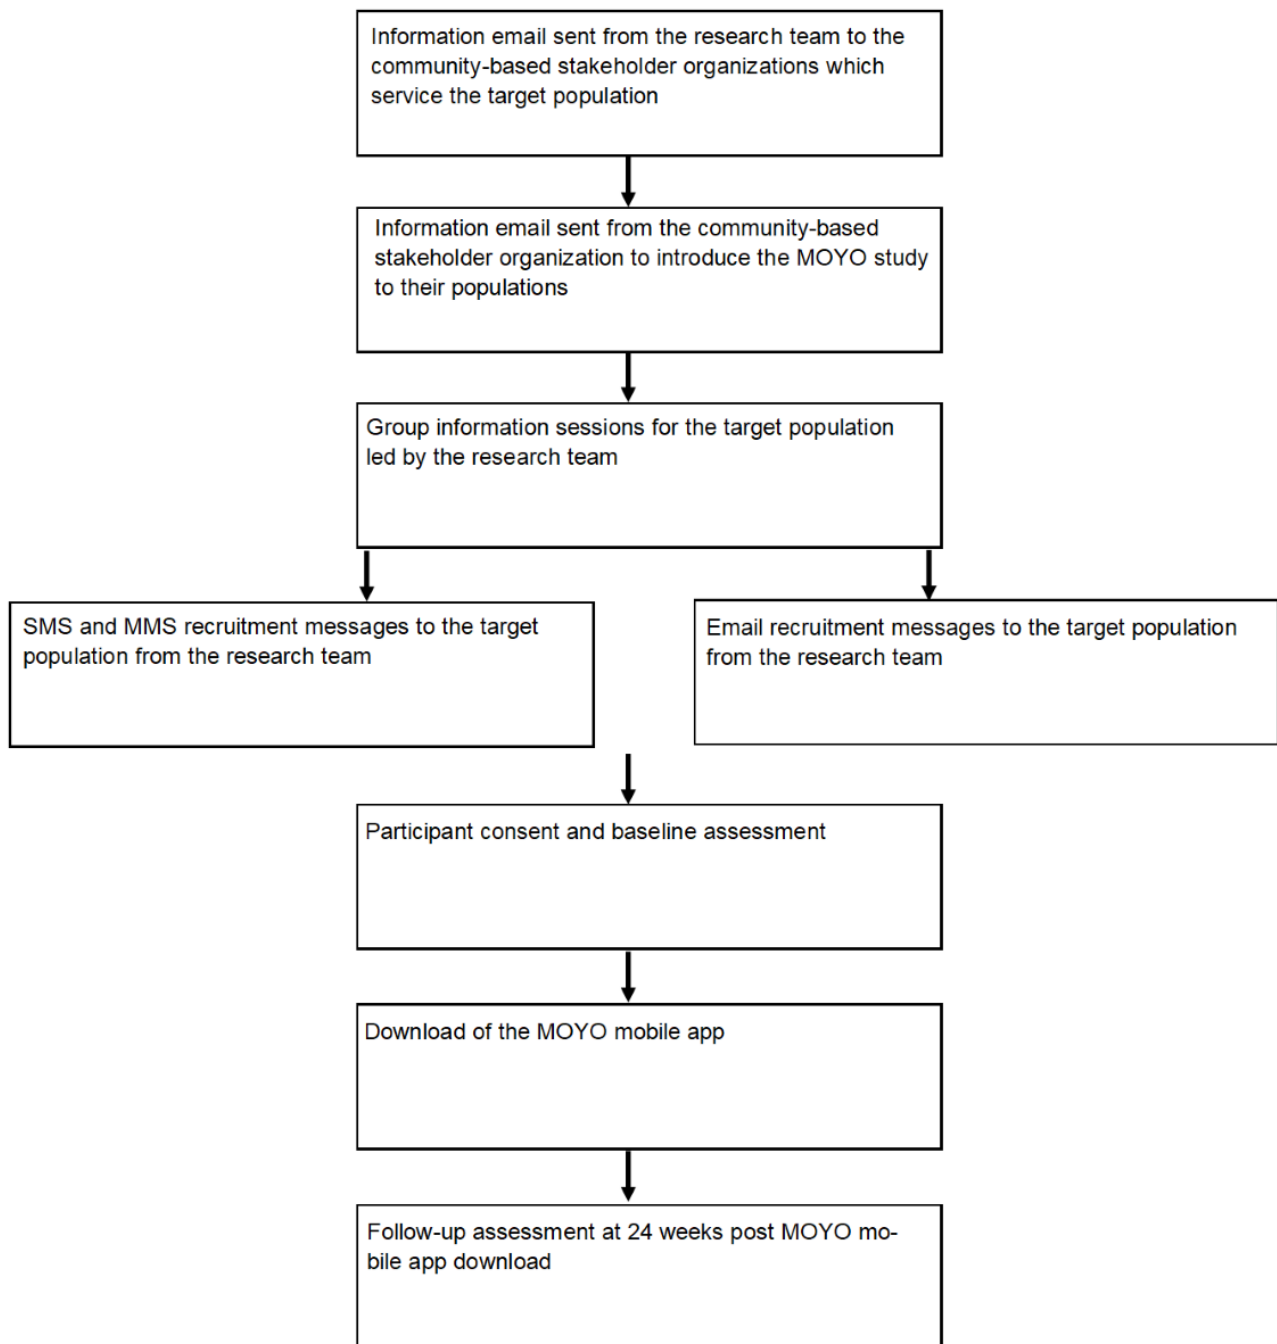 Information email sent from the research team to the
community-based stakeholder organizations which
service the target population
Information email sent from the community-based
stakeholder organization to introduce the MOYO study
to their populations
Group information sessions for the target population
led by the research team
SMS and MMS recruitment messages to the target
population from the research team
Email recruitment messages to the target population
from the research team
Participant consent and baseline assessment
Download of the MOYO mobile app
Follow-up assessment at 24 weeks post MOYO mo-
bile app download